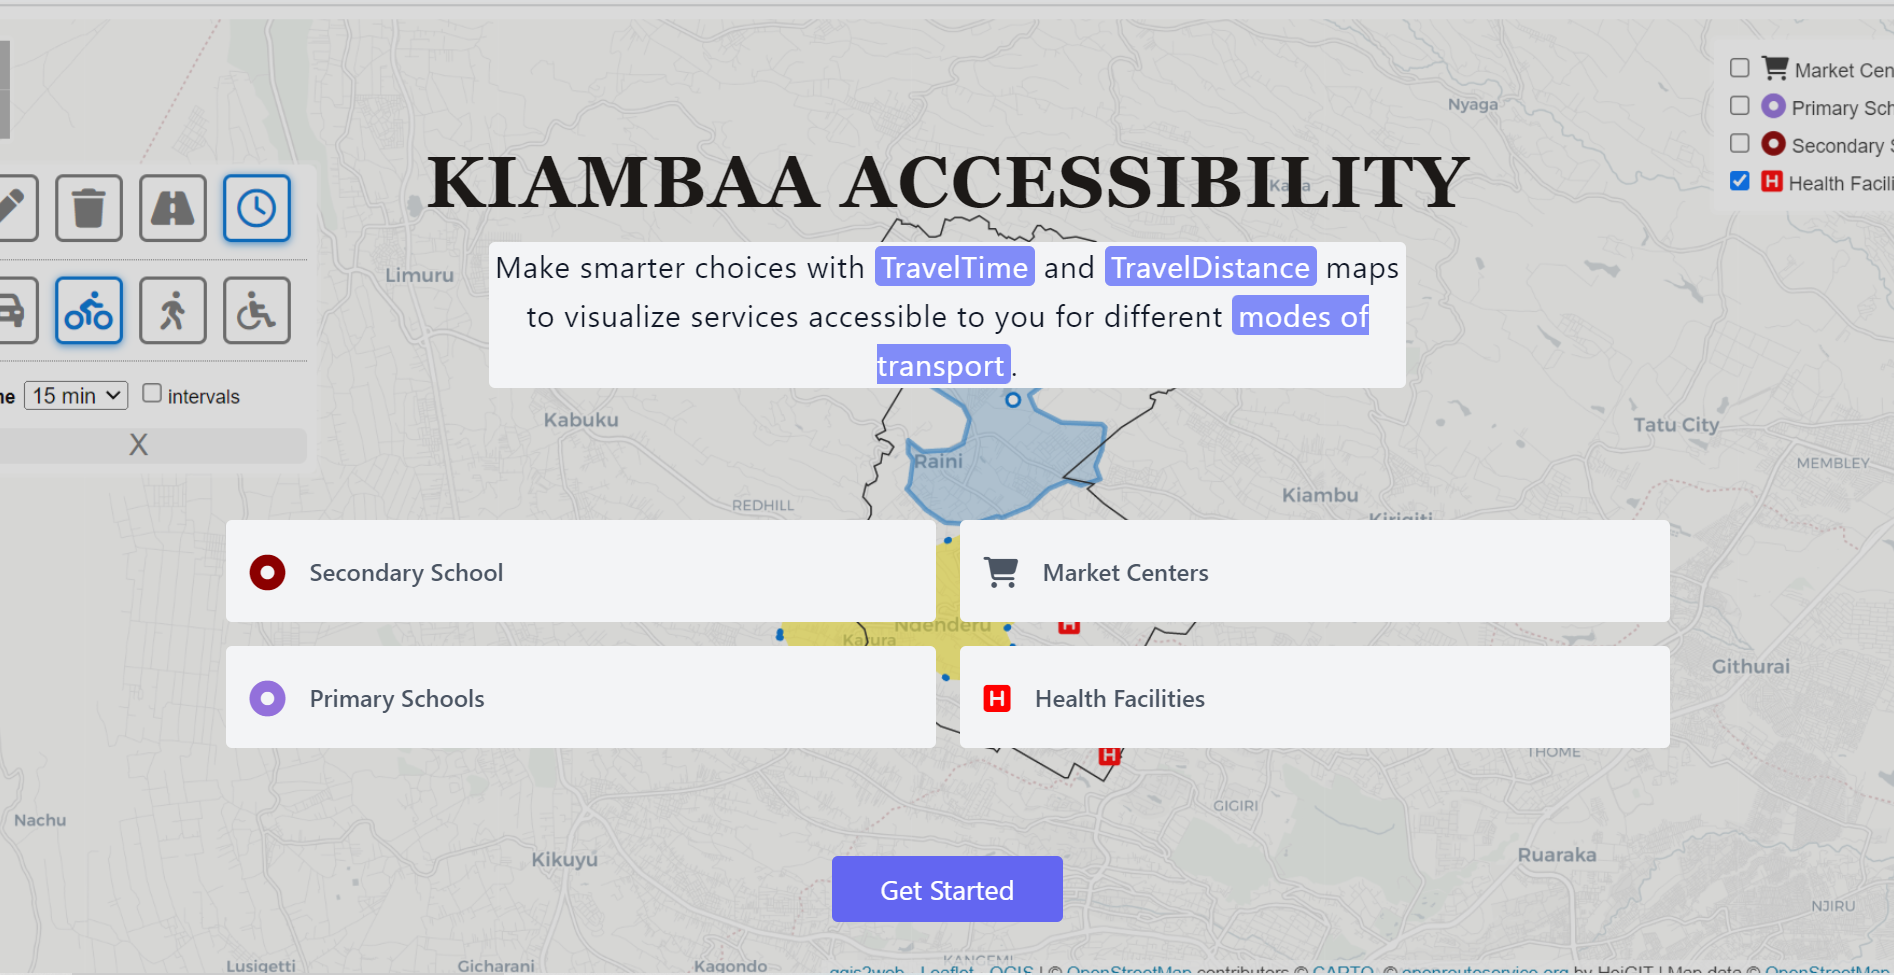 Market Cen
Nyaga
Primary Sch
KIAMBAA ACCESSIBILITY
Secondary S
Health Facili
Make smarter choices with TravelTime and TravelDistance maps
to visualize services accessible to you for different modes of
transport.
Limuru
15 min
intervals
X
Kabuku
Tatu City
Raini
MEMBLEY
REDHILL
Kiambu
Kirigiti
Secondary School
Market Centers
Ndenderu
Karura
H
Githurai
Primary Schools
H Health Facilities
H
THOME
Nachu
GIGIRI
Kikuyu
Ruaraka
Get Started
NJIRU
Lusigetti
Gicharani
Kagondo
KANGEMI
qgis2web · Leaflet · QGIS | © OpenStreetMap contributors © CARTO, © openrouteservice.org by HeiGIT | Map data © OpenStreetMap